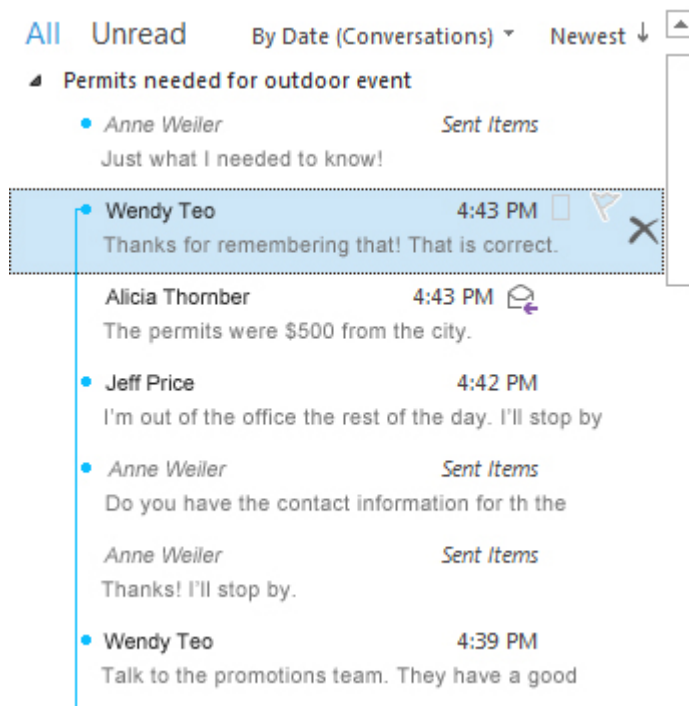 All Unread By Date (Conversations) Newest
Permits needed for outdoor event
Anne Weiler Sent Items
Just what I needed to know!
Wendy Teo 4:43 PM
Thanks for remembering that! That is correct.
Alicia Thornber 4:43 PM
The permits were $500 from the city.
Jeff Price 4:42 PM
I'm out of the office the rest of the day. I'll stop by
Anne Weiler Sent Items
Do you have the contact information for th the
Anne Weiler Sent Items
Thanks! I'll stop by.
Wendy Teo 4:39 PM
Talk to the promotions team. They have a good